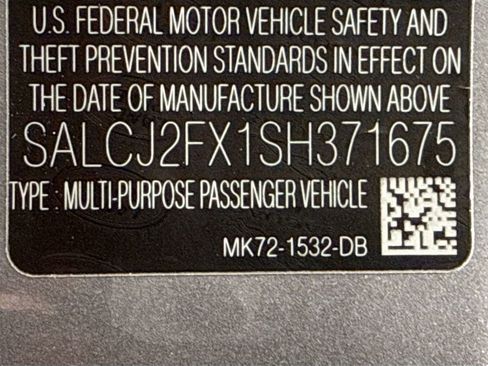 U.S. FEDERAL MOTOR VEHICLE SAFETY AND
THEFT PREVENTION STANDARDS IN EFFECT ON
THE DATE OF MANUFACTURE SHOWN ABOVE
SALCJ2FX1SH371675
TYPE : MULTI-PURPOSE PASSENGER VEHICLE
MK72-1532-DB